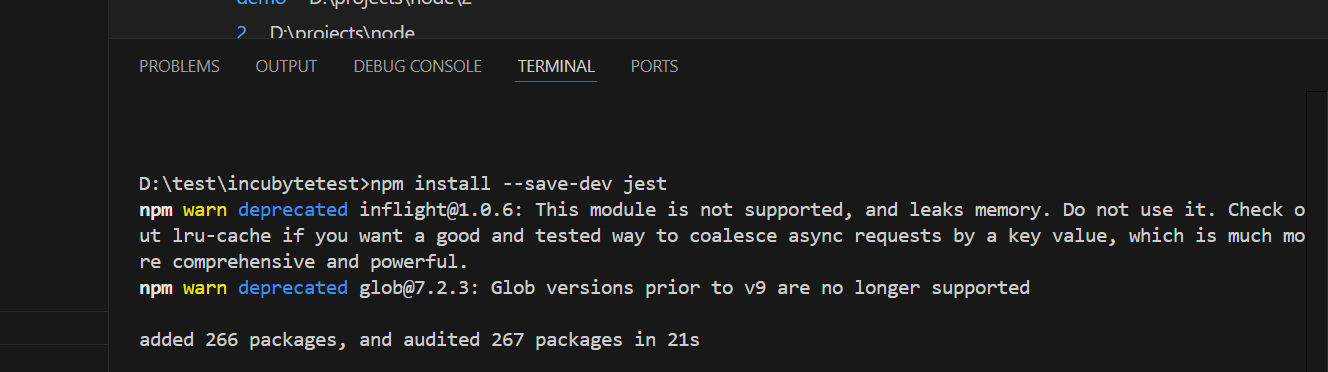 demo D:\projects\node\2
2 D:\projects\node
PROBLEMS OUTPUT DEBUG CONSOLE TERMINAL PORTS
D:\test\incubytetest>npm install --save-dev jest
npm warn deprecated inflight@1.0.6: This module is not supported, and leaks memory. Do not use it. Check o
ut lru-cache if you want a good and tested way to coalesce async requests by a key value, which is much mo
re comprehensive and powerful.
npm warn deprecated glob@7.2.3: Glob versions prior to v9 are no longer supported
added 266 packages, and audited 267 packages in 21s